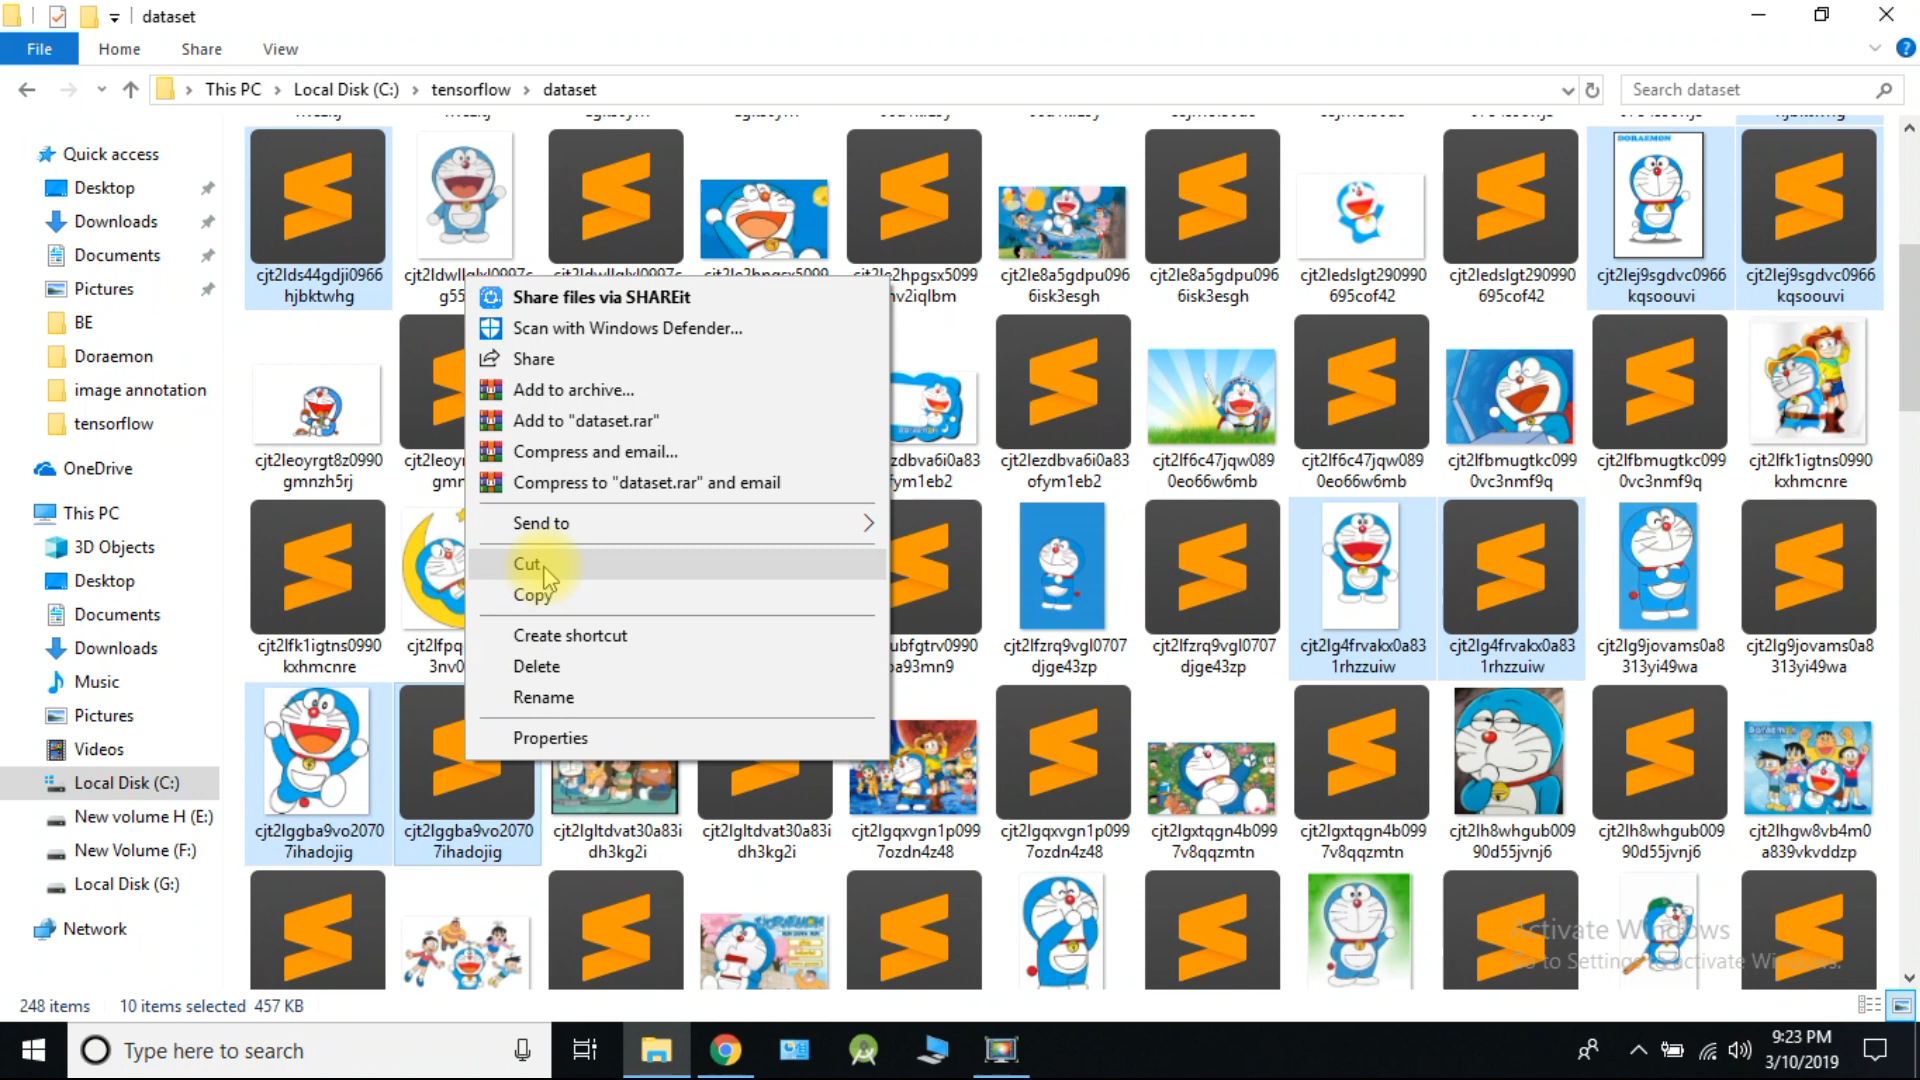 dataset
File
Home
Share
View
This PC
Local Disk (C:)
tensorflow
dataset
Search dataset
Quick access
Desktop
Downloads
Documents
Pictures
BE
Doraemon
image annotation
tensorflow
OneDrive
This PC
3D Objects
Desktop
Documents
Downloads
Music
Pictures
Videos
Local Disk (C:)
New volume H (E:)
New Volume (F:)
Local Disk (G:)
Network
cjt2lds44gdji0966
hjbktwhg
cjt2le8a5gdpu096
6isk3esgh
cjt2le8a5gdpu096
6isk3esgh
cjt2ledslgt290990
695cof42
cjt2ledslgt290990
695cof42
DORAEMON
cjt2lej9sgdvc0966
kqsoouvi
cjt2lej9sgdvc0966
kqsoouvi
cjt2leoyrgt8z0990
gmnzh5rj
cjt2lezdbva6i0a83
ofym1eb2
cjt2lf6c47jqw089
0eo66w6mb
cjt2lf6c47jqw089
0eo66w6mb
cjt2lfbmugtkc099
0vc3nmf9q
cjt2lfbmugtkc099
0vc3nmf9q
cjt2lfk1igtns0990
kxhmcnre
cjt2lfk1igtns0990
kxhmcnre
cjt2lfzrq9vgl0707
djge43zp
cjt2lfzrq9vgl0707
djge43zp
cjt2lg4frvakx0a83
1rhzzuiw
cjt2lg4frvakx0a83
1rhzzuiw
cjt2lg9jovams0a8
313yi49wa
cjt2lg9jovams0a8
313yi49wa
cjt2lggba9vo2070
7ihadojig
cjt2lggba9vo2070
7ihadojig
cjt2lgltdvat30a83i
dh3kg2i
cjt2lgltdvat30a83i
dh3kg2i
cjt2lgqxvgn1p099
7ozdn4z48
cjt2lgqxvgn1p099
7ozdn4z48
cjt2lgxtqgn4b099
7v8qqzmtn
cjt2lgxtqgn4b099
7v8qqzmtn
cjt2lh8whgub009
90d55jvnj6
cjt2lh8whgub009
90d55jvnj6
cjt2lhgw8vb4m0
a839vkvddzp
Share files via SHAREit
Scan with Windows Defender...
Share
Add to archive...
Add to "dataset.rar"
Compress and email...
Compress to "dataset.rar" and email
Send to
Cut
Copy
Create shortcut
Delete
Rename
Properties
248 items
10 items selected 457 KB
Type here to search
9:23 PM
3/10/2019